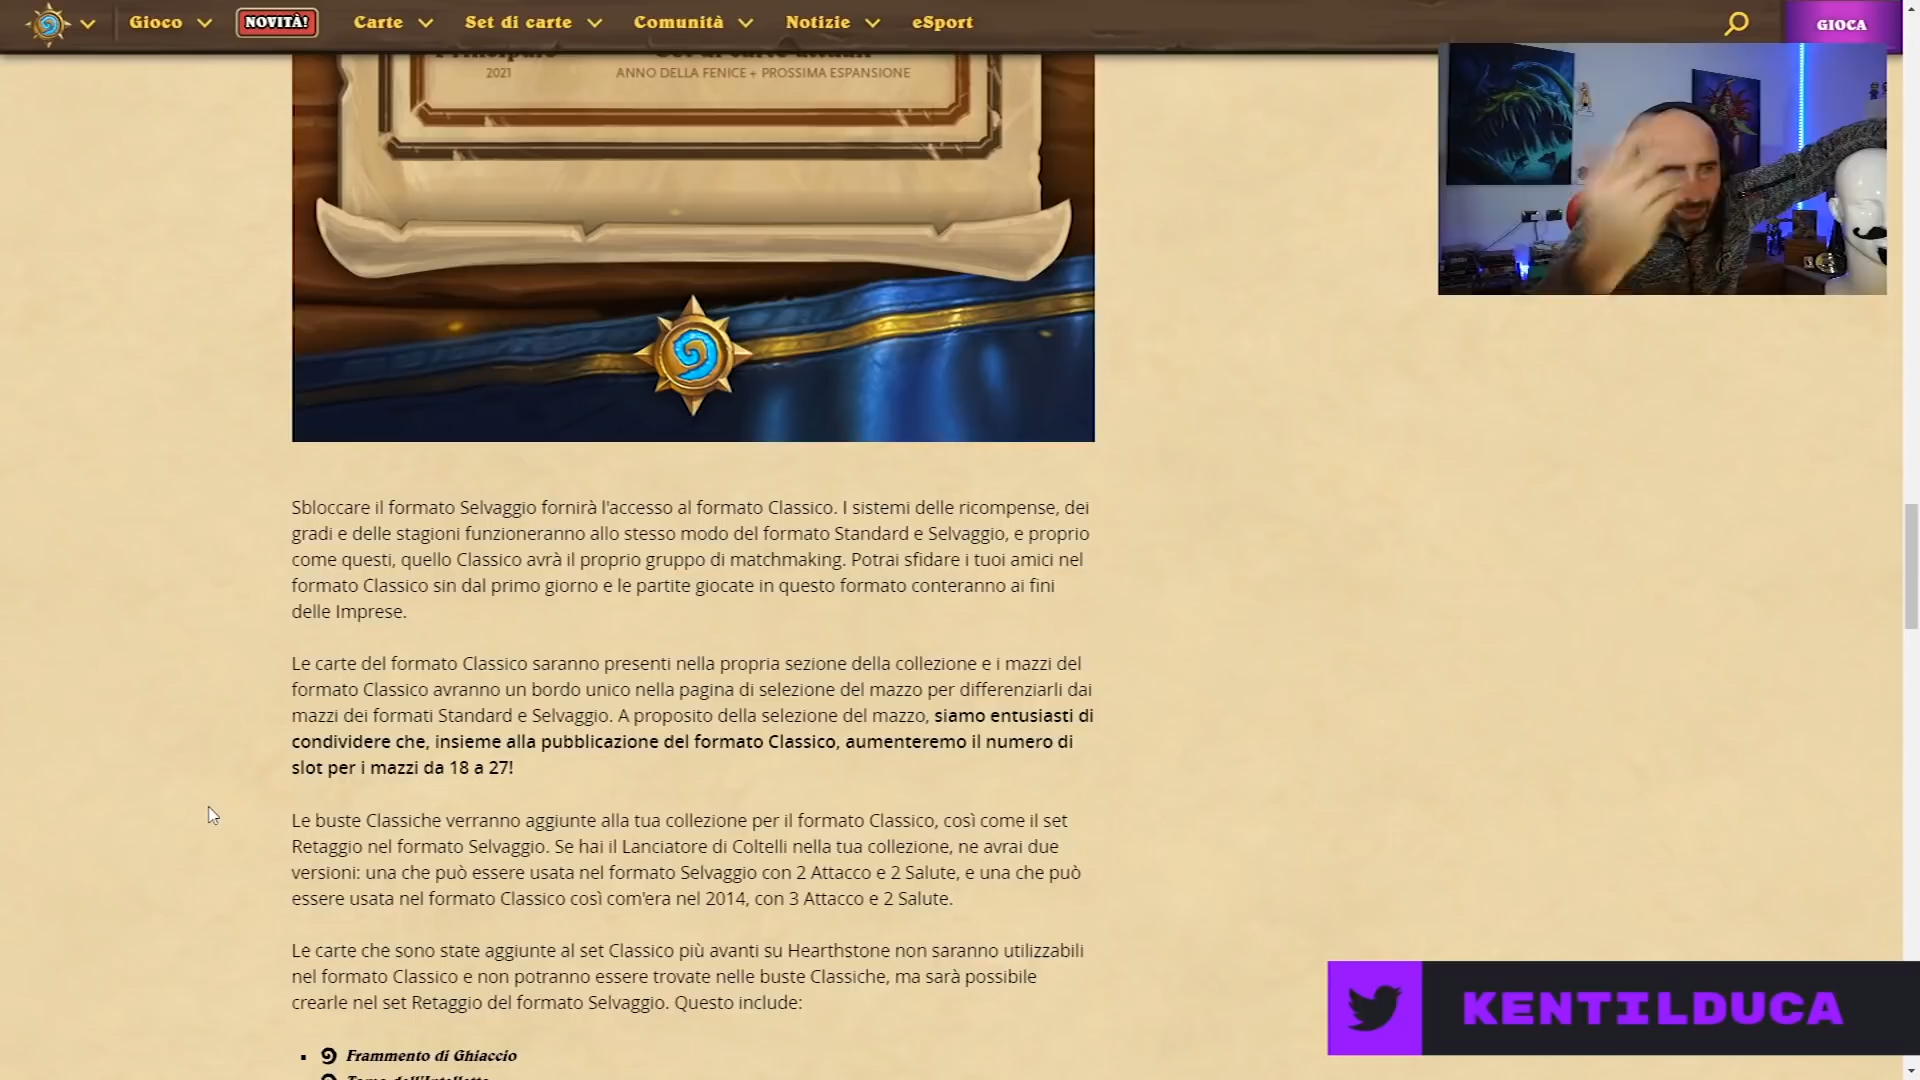 Gioco
NOVITÀ!
Carte
Set di carte
Comunità
Notizie
eSport
GIOCA
2021
ANNO DELLA FENICE + PROSSIMA ESPANSIONE
Sbloccare il formato Selvaggio fornirà l'accesso al formato Classico. I sistemi delle ricompense, dei
gradi e delle stagioni funzioneranno allo stesso modo del formato Standard e Selvaggio, e proprio
come questi, quello Classico avrà il proprio gruppo di matchmaking. Potrai sfidare i tuoi amici nel
formato Classico sin dal primo giorno e le partite giocate in questo formato conteranno ai fini
delle Imprese.
Le carte del formato Classico saranno presenti nella propria sezione della collezione e i mazzi del
formato Classico avranno un bordo unico nella pagina di selezione del mazzo per differenziarli dai
mazzi dei formati Standard e Selvaggio. A proposito della selezione del mazzo, siamo entusiasti di
condividere che, insieme alla pubblicazione del formato Classico, aumenteremo il numero di
slot per i mazzi da 18 a 27!
Le buste Classiche verranno aggiunte alla tua collezione per il formato Classico, così come il set
Retaggio nel formato Selvaggio. Se hai il Lanciatore di Coltelli nella tua collezione, ne avrai due
versioni: una che può essere usata nel formato Selvaggio con 2 Attacco e 2 Salute, e una che può
essere usata nel formato Classico così com'era nel 2014, con 3 Attacco e 2 Salute.
Le carte che sono state aggiunte al set Classico più avanti su Hearthstone non saranno utilizzabili
nel formato Classico e non potranno essere trovate nelle buste Classiche, ma sarà possibile
crearle nel set Retaggio del formato Selvaggio. Questo include:
Frammento di Ghiaccio
KENTILDUCA